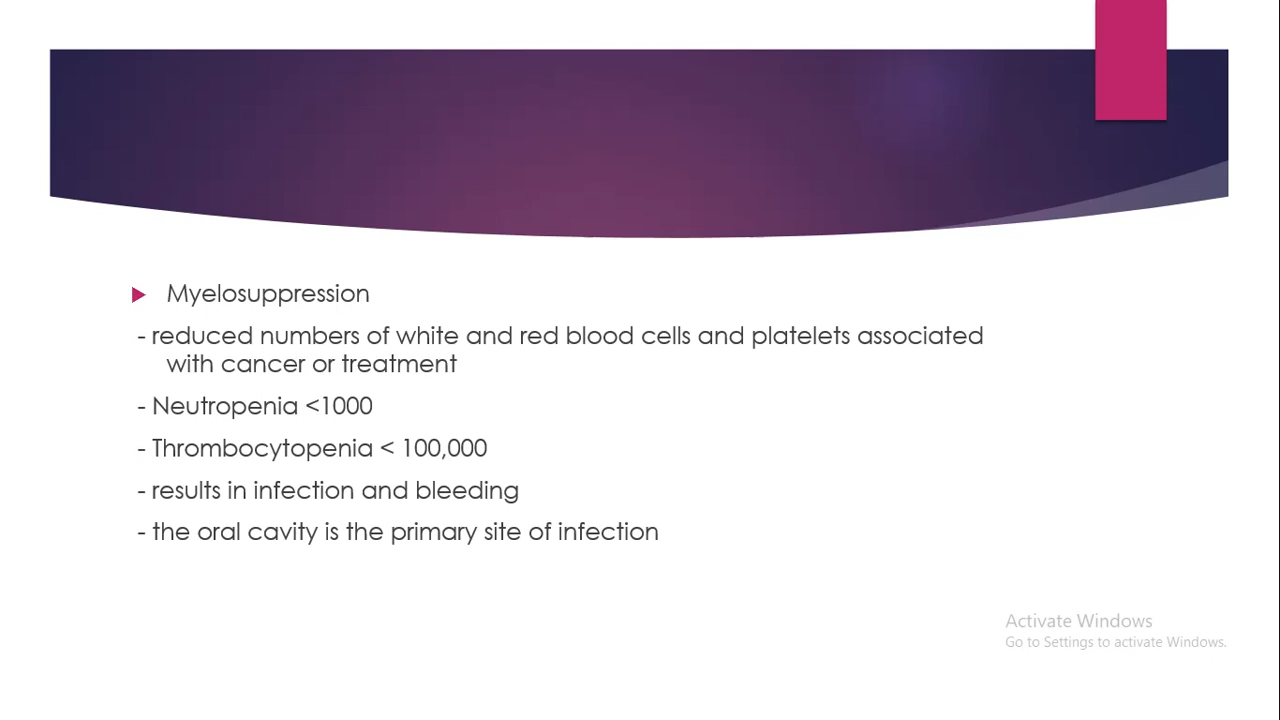 Myelosuppression
- reduced numbers of white and red blood cells and platelets associated
with cancer or treatment
- Neutropenia <1000
- Thrombocytopenia < 100,000
- results in infection and bleeding
- the oral cavity is the primary site of infection
Activate Windows
Go to Settings to activate Windows.